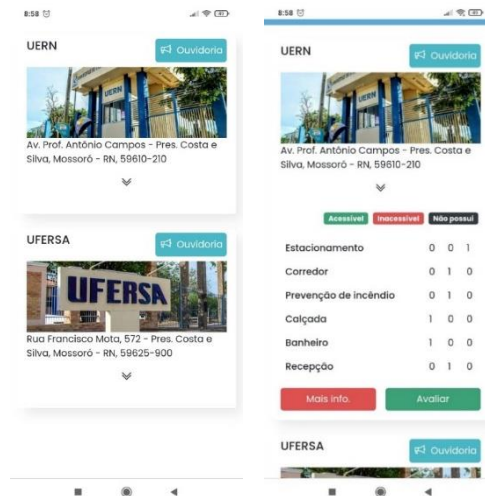 8:58
UERN
Ouvidoria
Av. Prof. Antônio Campos - Pres. Costa e
Silva, Mossoró - RN, 59610-210
UFERSA
Ouvidoria
UFERSA
Rua Francisco Mota, 572 - Pres. Costa e
Silva, Mossoró - RN, 59625-900
8:58
UERN
Ouvidoria
Av. Prof. Antônio Campos - Pres. Costa e
Silva, Mossoró - RN, 59610-210
Acessível Inacessível Não possui
Estacionamento 0 0 1
Corredor 0 1 0
Prevenção de incêndio 0 1 0
Calçada 1 0 0
Banheiro 1 0 0
Recepção 0 1 0
Mais info. Avaliar
UFERSA
Ouvidoria